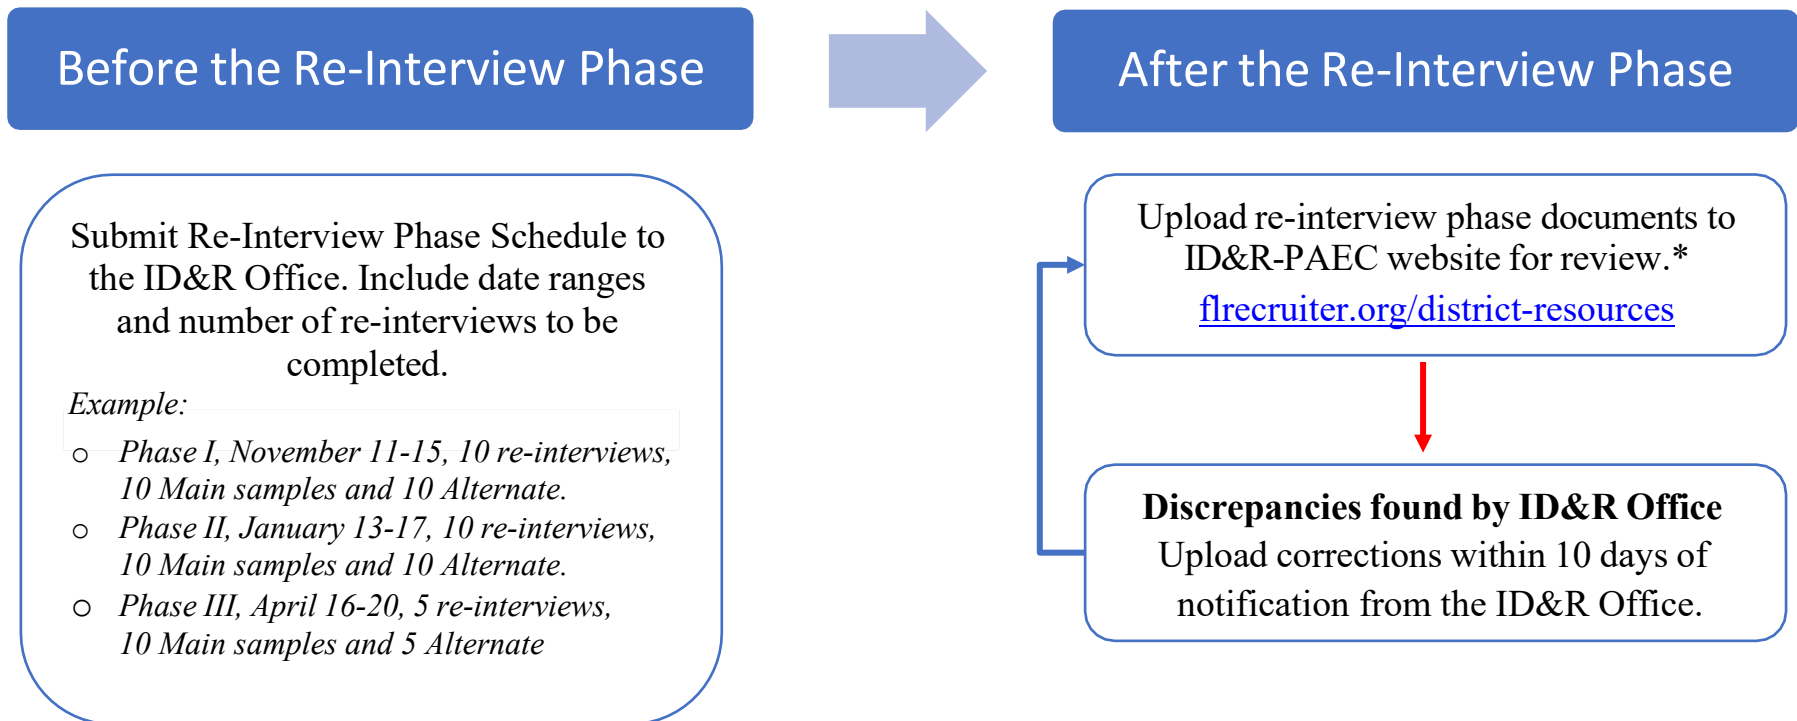 Before the Re-Interview Phase
Submit Re-Interview Phase Schedule to
the ID&R Office. Include date ranges
and number of re-interviews to be
completed.
Example:
o Phase I, November 11-15, 10 re-interviews,
10 Main samples and 10 Alternate.
o Phase II, January 13-17, 10 re-interviews,
10 Main samples and 10 Alternate.
o Phase III, April 16-20, 5 re-interviews,
10 Main samples and 5 Alternate
After the Re-Interview Phase
Upload re-interview phase documents to
ID&R-PAEC website for review.*
flrecruiter.org/district-resources
Discrepancies found by ID&R Office
Upload corrections within 10 days of
notification from the ID&R Office.